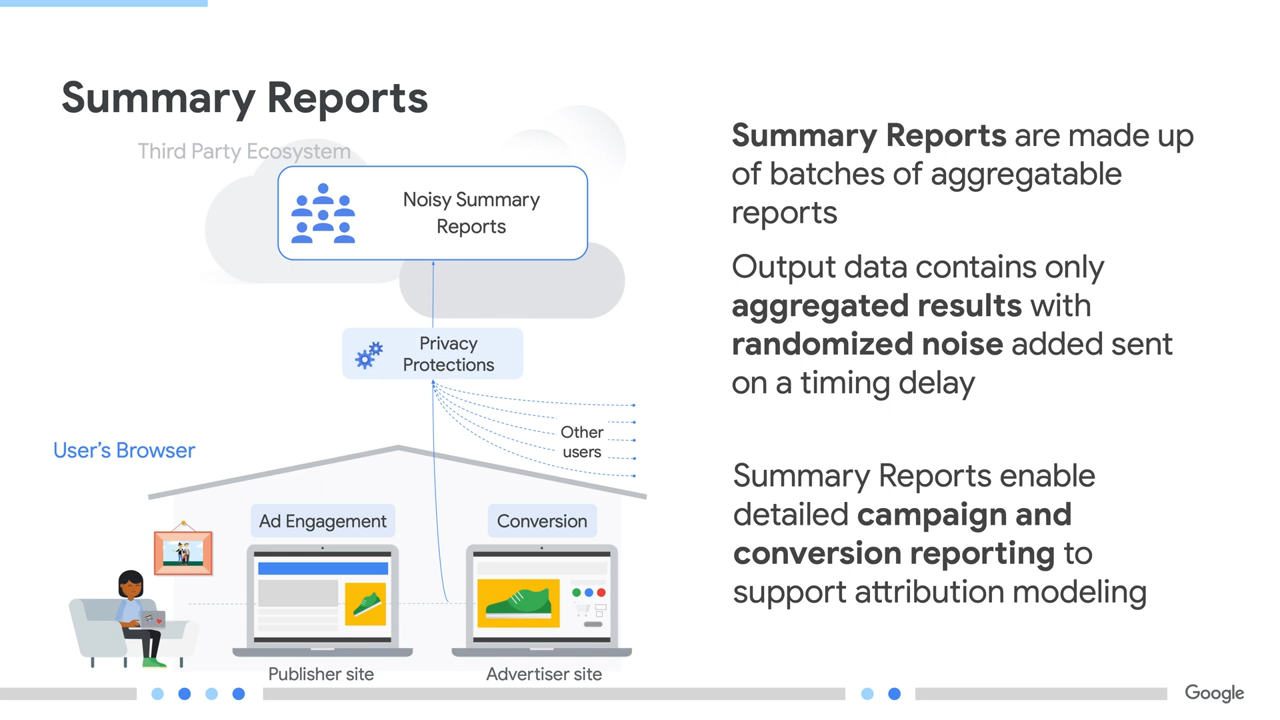 Summary Reports
Third Party Ecosystem
Noisy Summary
Reports
Privacy
Protections
Other
users
User's Browser
Ad Engagement
Conversion
Publisher site
Advertiser site
Summary Reports are made up
of batches of aggregatable
reports
Output data contains only
aggregated results with
randomized noise added sent
on a timing delay
Summary Reports enable
detailed campaign and
conversion reporting to
support attribution modeling
Google